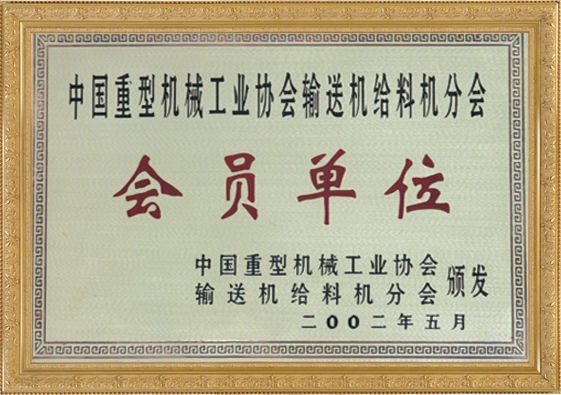 中国重型机械工业协会输送机给料机分会
会员单位
中国重型机械工业协会
输送机给料机分会 颁发
二〇〇二年五月